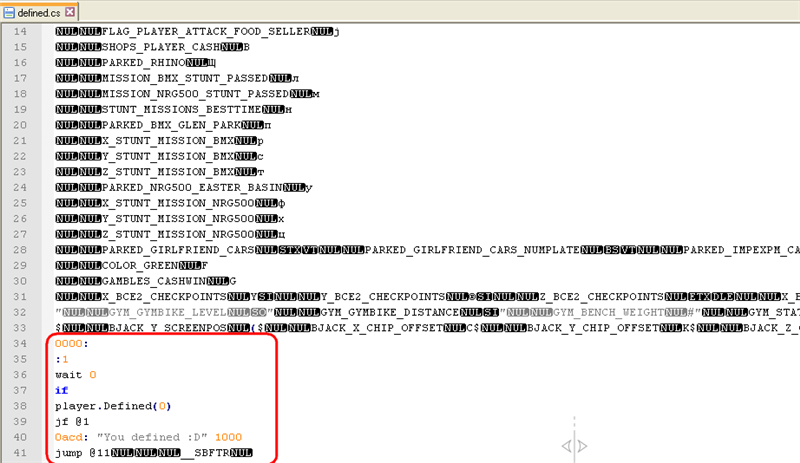 defined.cs
14 NULNULFLAG_PLAYER_ATTACK_FOOD_SELLERNULj
15 NULNULSHOPS_PLAYER_CASHNULВ
16 NULNULPARKED_RHINONULЩ
17 NULNULMISSION_BMX_STUNT_PASSEDNULл
18 NULNULMISSION_NRG500_STUNT_PASSEDNULм
19 NULNULSTUNT_MISSIONS_BESTTIMENULн
20 NULNULPARKED_BMX_GLEN_PARKNULп
21 NULNULX_STUNT_MISSION_BMXNULр
22 NULNULY_STUNT_MISSION_BMXNULс
23 NULNULZ_STUNT_MISSION_BMXNULт
24 NULNULPARKED_NRG500_EASTER_BASINNULу
25 NULNULX_STUNT_MISSION_NRG500NULф
26 NULNULY_STUNT_MISSION_NRG500NULх
27 NULNULZ_STUNT_MISSION_NRG500NULц
28 NULNULPARKED_GIRLFRIEND_CARSNULSTXVTNULNULPARKED_GIRLFRIEND_CARS_NUMPLATENULBSVTNULNULPARKED_IMPEXPM_CA
29 NULNULCOLOR_GREENNULF
30 NULNULGAMBLES_CASHWINNULG
31 NULNULX_BCE2_CHECKPOINTSNULYSINULNULY_BCE2_CHECKPOINTSNUL©SINULNULZ_BCE2_CHECKPOINTSNULETXDLENULNULX_B
32 "NULNULGYM_GYMBIKE_LEVELNULSO"NULNULGYM_GYMBIKE_DISTANCENULSI"NULNULGYM_BENCH_WEIGHTNUL#"NULNULGYM_STA
33 $NULNULBJACK_Y_SCREENPOSNUL($NULNULBJACK_X_CHIP_OFFSETNULC$NULNULBJACK_Y_CHIP_OFFSETNULK$NULNULBJACK_Z_
34 0000:
35 :1
36 wait 0
37 if
38 player.Defined(0)
39 jf @1
40 0acd: "You defined :D" 1000
41 jump @11NULNULNUL__SBFTRNUL